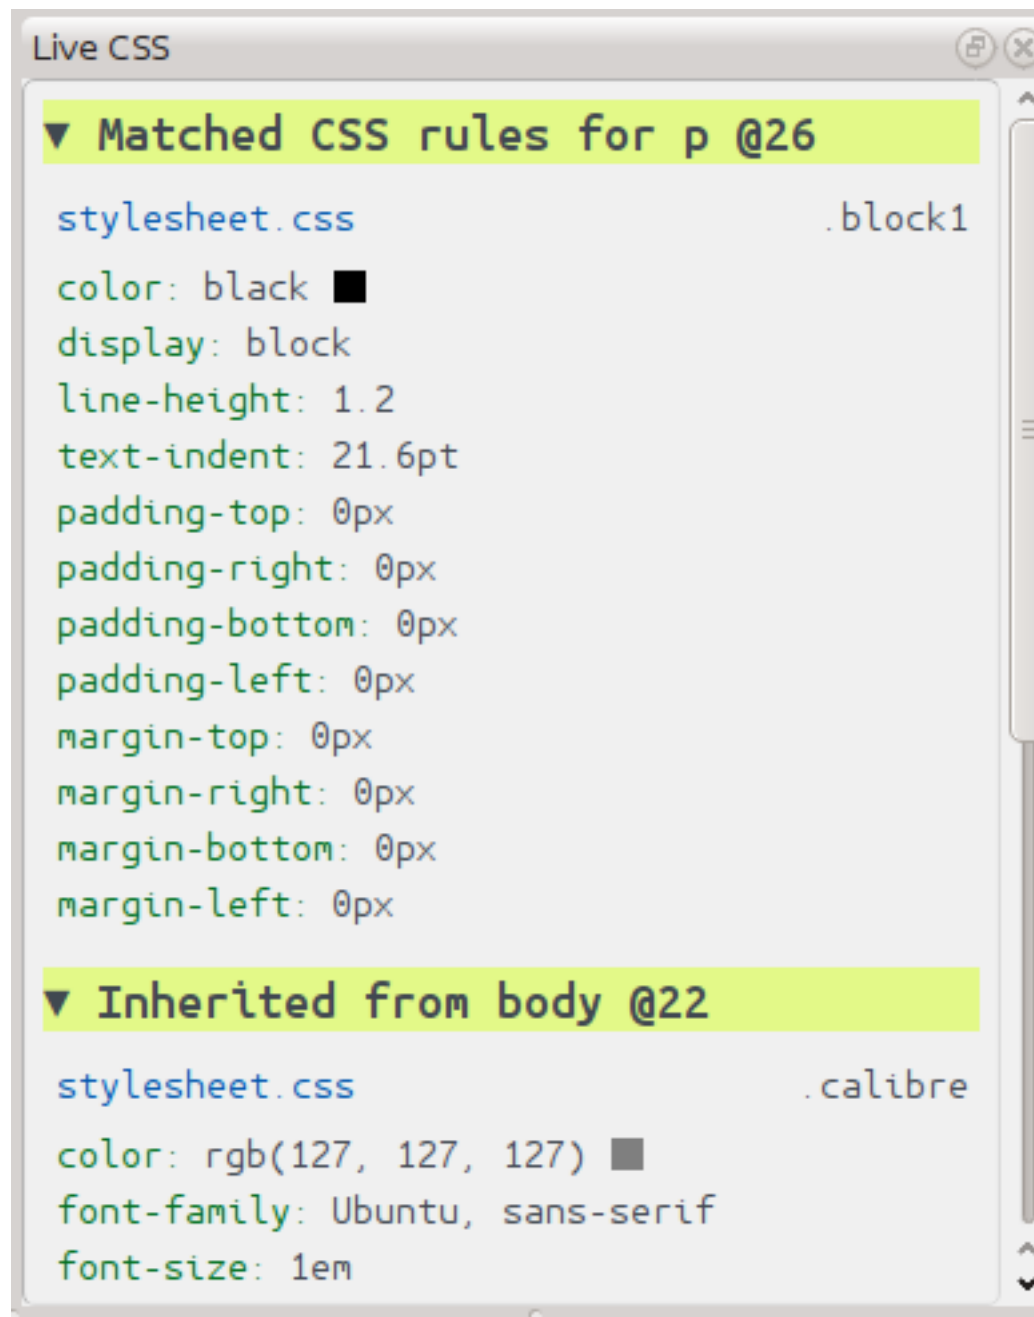 Live CSS
▼ Matched CSS rules for p @26
stylesheet.css .block1
color: black
display: block
line-height: 1.2
text-indent: 21.6pt
padding-top: 0px
padding-right: 0px
padding-bottom: 0px
padding-left: 0px
margin-top: 0px
margin-right: 0px
margin-bottom: 0px
margin-left: 0px
▼ Inherited from body @22
stylesheet.css .calibre
color: rgb(127, 127, 127)
font-family: Ubuntu, sans-serif
font-size: 1em